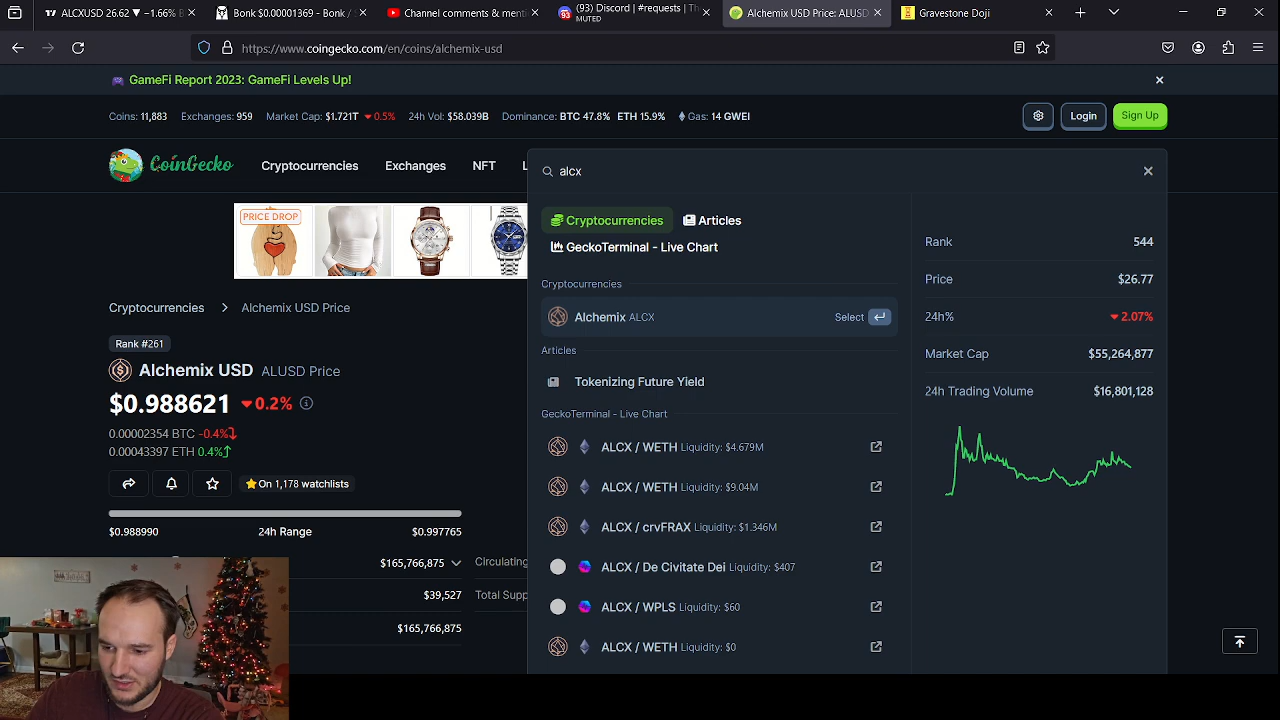 ALCXUSD 26.62 ▼ −1.66% B
Bonk $0.00001369 - Bonk / S
Channel comments & menti
(93) Discord | #requests | Th
MUTED
Alchemix USD Price: ALUSD
Gravestone Doji
https://www.coingecko.com/en/coins/alchemix-usd
GameFi Report 2023: GameFi Levels Up!
Coins: 11,883 Exchanges: 959 Market Cap: $1.721T ▼0.5% 24h Vol: $58.039B Dominance: BTC 47.8% ETH 15.9% Gas: 14 GWEI
Login
Sign Up
CoinGecko
Cryptocurrencies
Exchanges
NFT
L
alcx
PRICE DROP
Cryptocurrencies
Articles
GeckoTerminal - Live Chart
Cryptocurrencies
Alchemix ALCX
Select
Articles
Tokenizing Future Yield
GeckoTerminal - Live Chart
ALCX / WETH Liquidity: $4.679M
ALCX / WETH Liquidity: $9.04M
ALCX / crvFRAX Liquidity: $1.346M
ALCX / De Civitate Dei Liquidity: $407
ALCX / WPLS Liquidity: $60
ALCX / WETH Liquidity: $0
Rank 544
Price $26.77
24h% ▼2.07%
Market Cap $55,264,877
24h Trading Volume $16,801,128
Cryptocurrencies > Alchemix USD Price
Rank #261
Alchemix USD ALUSD Price
$0.988621 ▼0.2%
0.00002354 BTC -0.4%
0.00043397 ETH 0.4%
On 1,178 watchlists
$0.988990 24h Range $0.997765
$165,766,875
Circulating
$39,527
Total Supp
$165,766,875